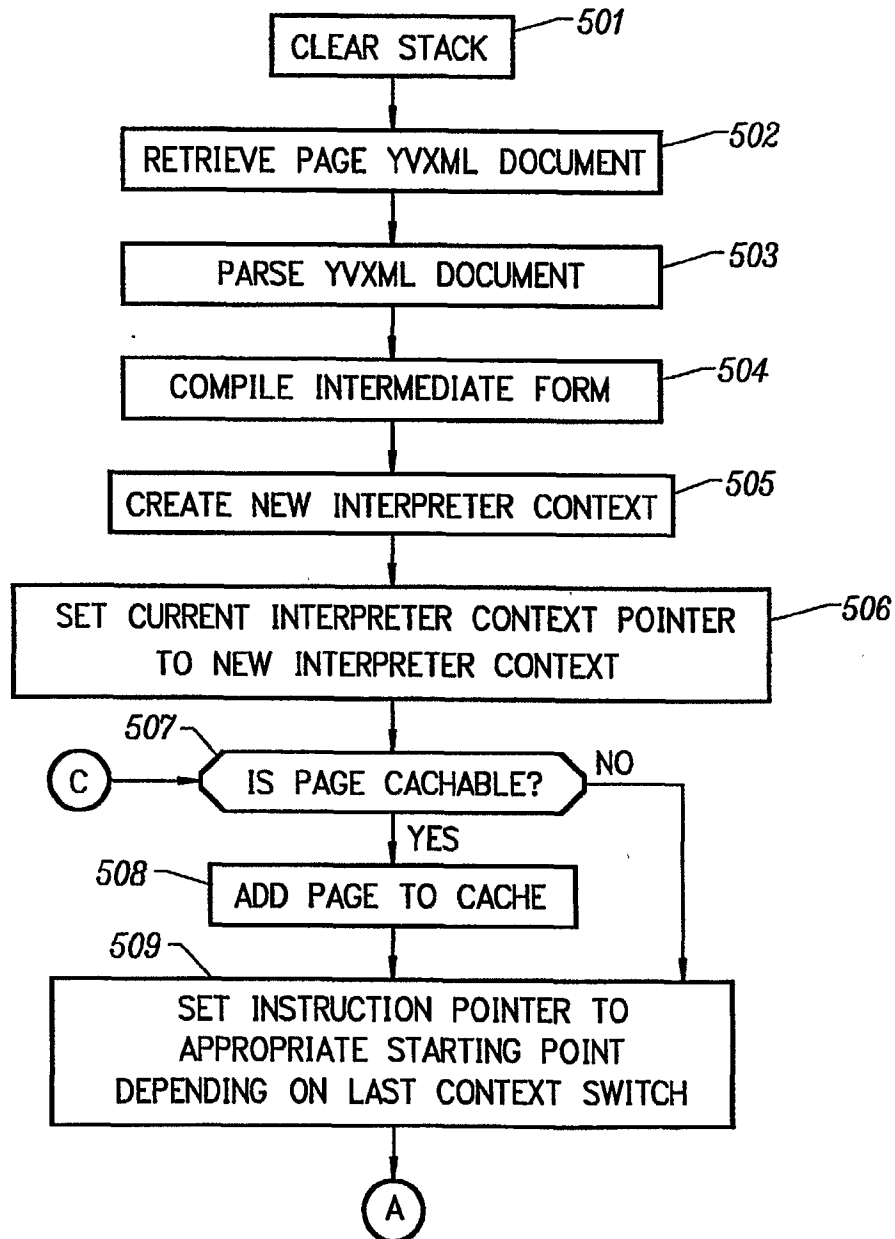 CLEAR STACK
501
RETRIEVE PAGE YVXML DOCUMENT
502
PARSE YVXML DOCUMENT
503
COMPILE INTERMEDIATE FORM
504
CREATE NEW INTERPRETER CONTEXT
505
SET CURRENT INTERPRETER CONTEXT POINTER
TO NEW INTERPRETER CONTEXT
506
507
C
IS PAGE CACHABLE?
NO
YES
508
ADD PAGE TO CACHE
509
SET INSTRUCTION POINTER TO
APPROPRIATE STARTING POINT
DEPENDING ON LAST CONTEXT SWITCH
A